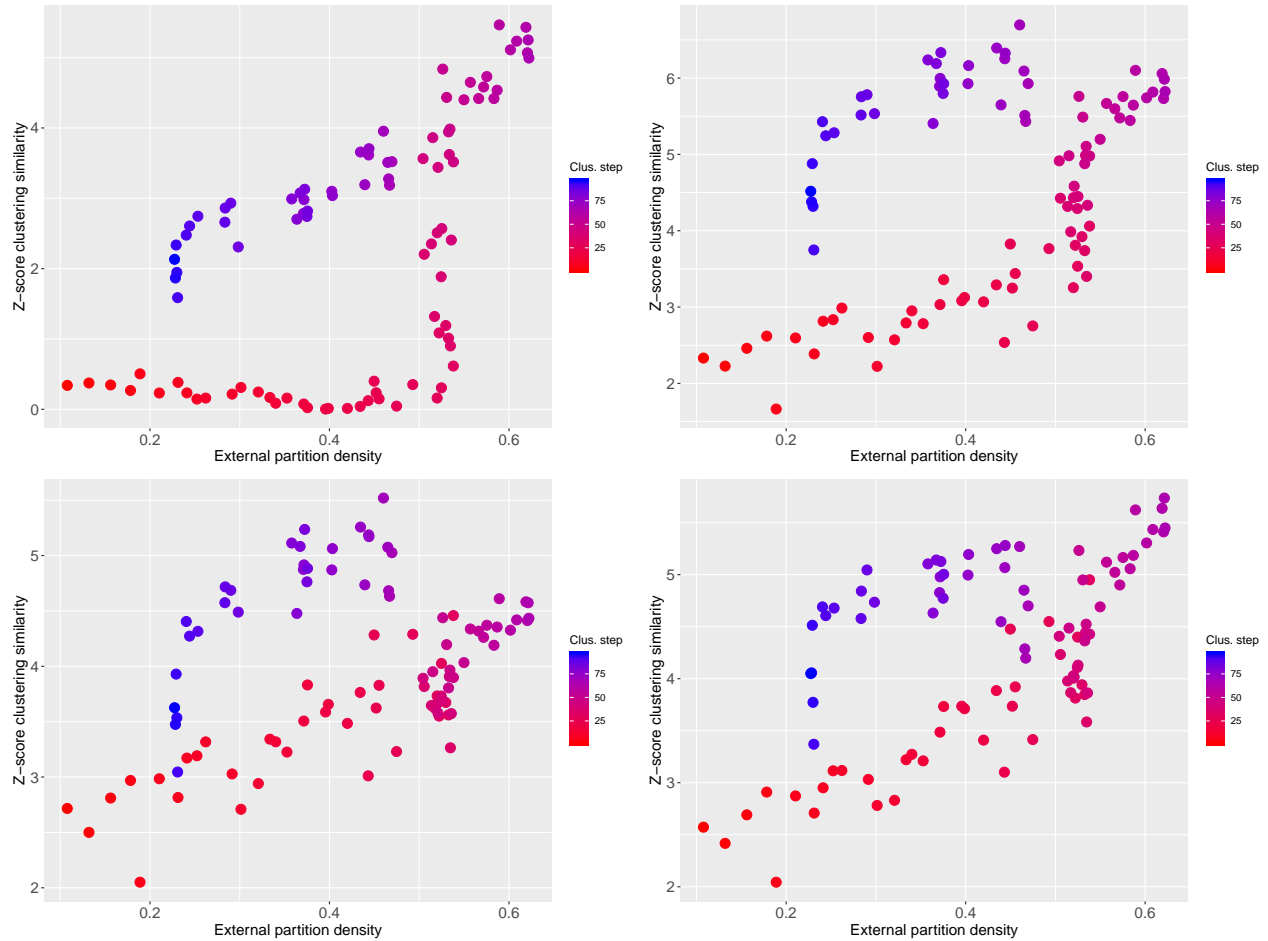 Z−score clustering similarity
4
2
0
0.2 0.4 0.6
External partition density
Clus. step
75
50
25
Z−score clustering similarity
6
5
4
3
2
0.2 0.4 0.6
External partition density
Clus. step
75
50
25
Z−score clustering similarity
5
4
3
2
0.2 0.4 0.6
External partition density
Clus. step
75
50
25
Z−score clustering similarity
5
4
3
2
0.2 0.4 0.6
External partition density
Clus. step
75
50
25